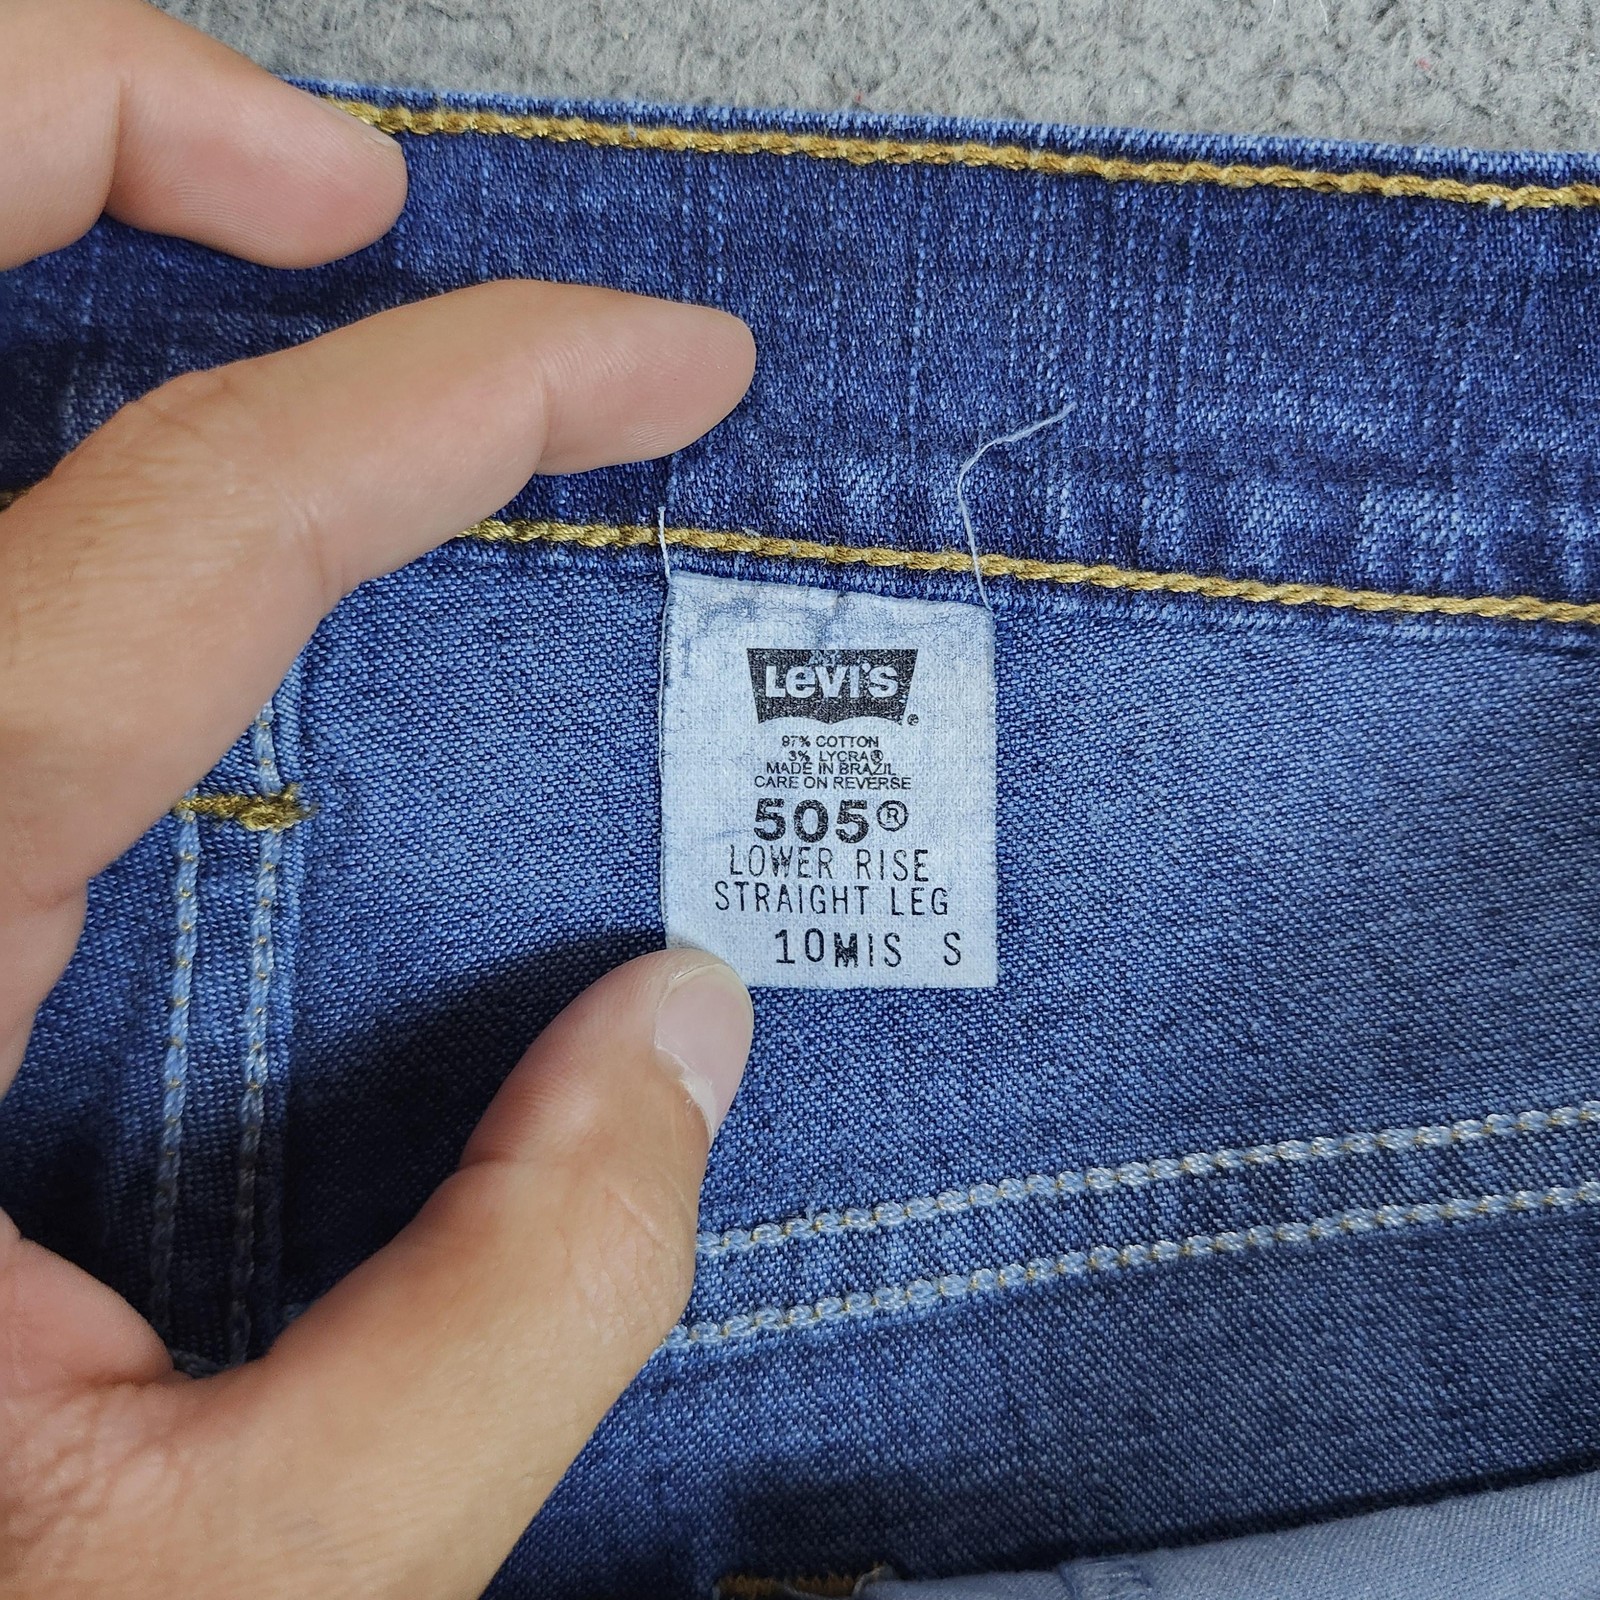 Levi's ®
97% COTTON
3% LYCRA®
MADE IN BRAZIL
CARE ON REVERSE
505®
LOWER RISE
STRAIGHT LEG
10MIS S